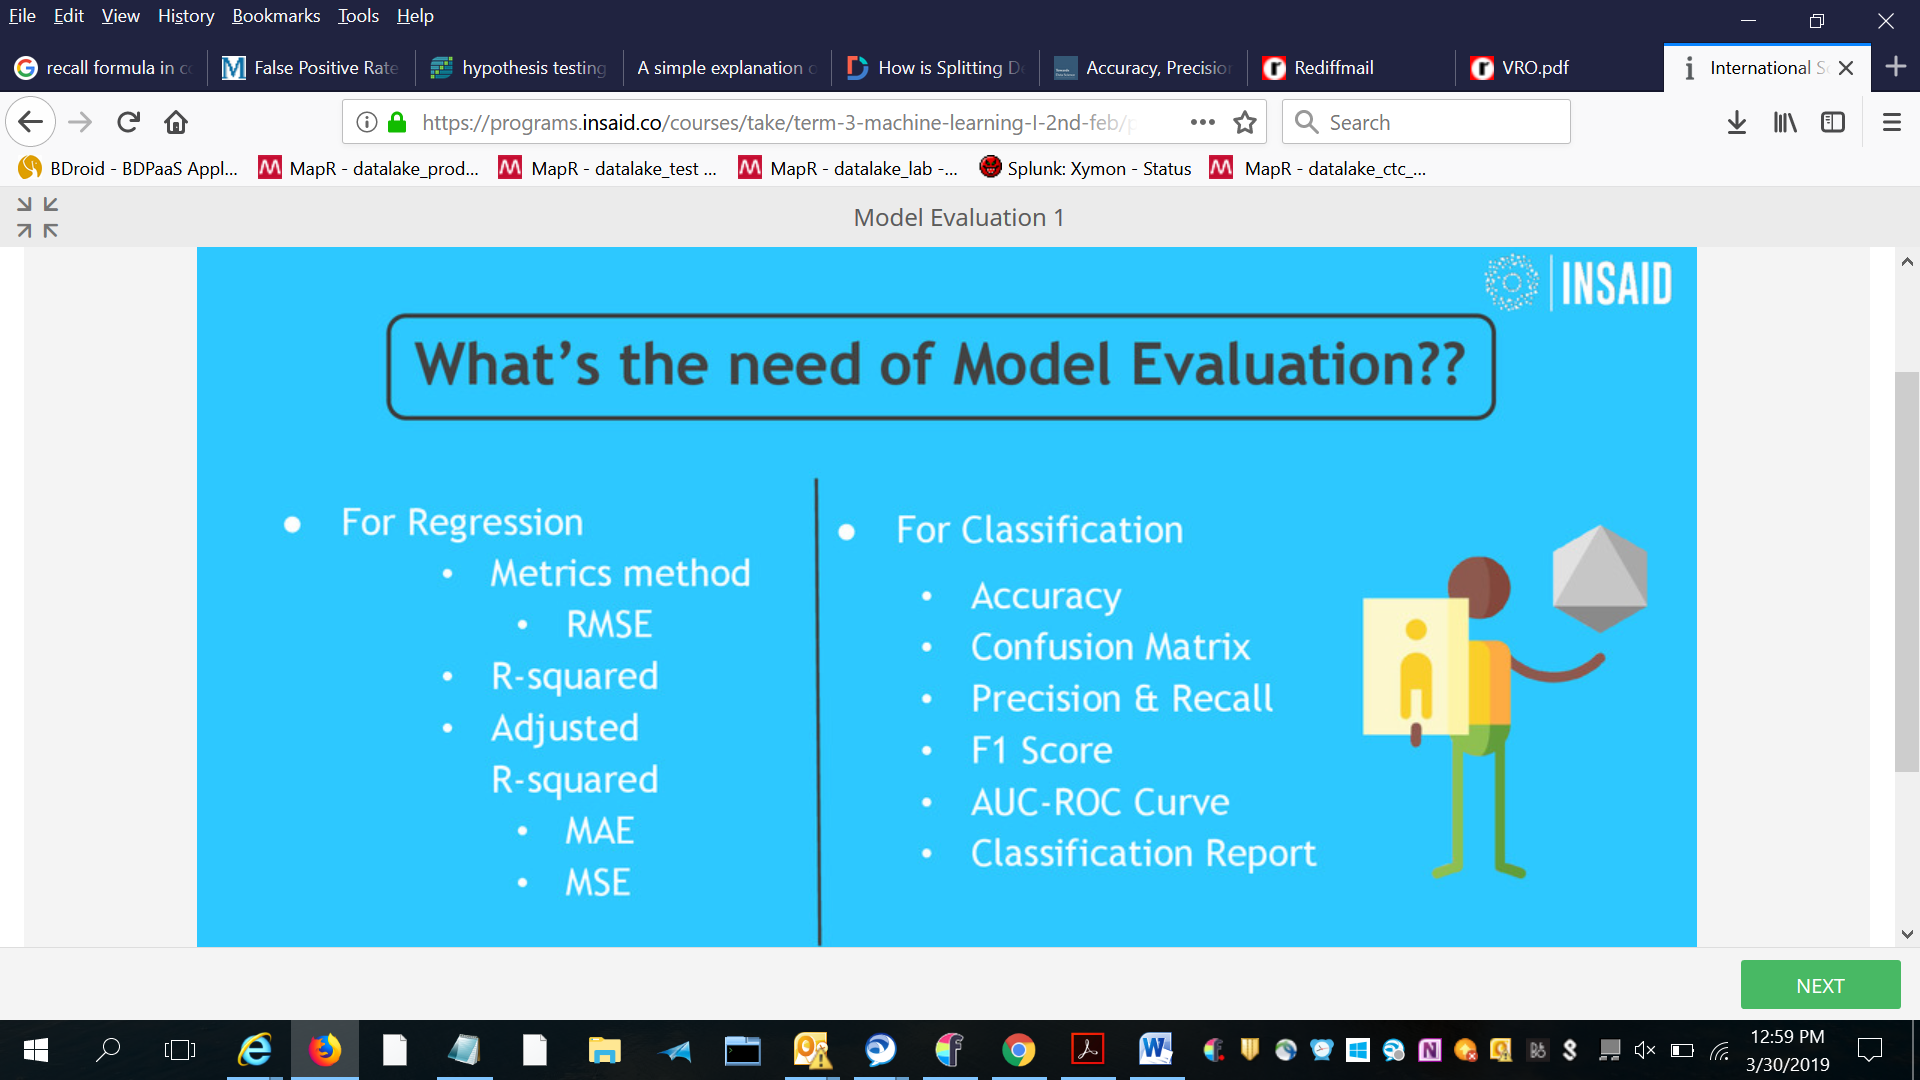 File Edit View History Bookmarks Tools Help
recall formula in c
False Positive Rate
hypothesis testing
A simple explanation o
How is Splitting D
Accuracy, Precision
Rediffmail
VRO.pdf
International S
https://programs.insaid.co/courses/take/term-3-machine-learning-I-2nd-feb/p
Search
BDroid - BDPaaS Appl...
MapR - datalake_prod...
MapR - datalake_test ...
MapR - datalake_lab -...
Splunk: Xymon - Status
MapR - datalake_ctc_...
Model Evaluation 1
INSAID
What's the need of Model Evaluation??
• For Regression
• Metrics method
• RMSE
• R-squared
• Adjusted
R-squared
• MAE
• MSE
• For Classification
• Accuracy
• Confusion Matrix
• Precision & Recall
• F1 Score
• AUC-ROC Curve
• Classification Report
NEXT
12:59 PM
3/30/2019